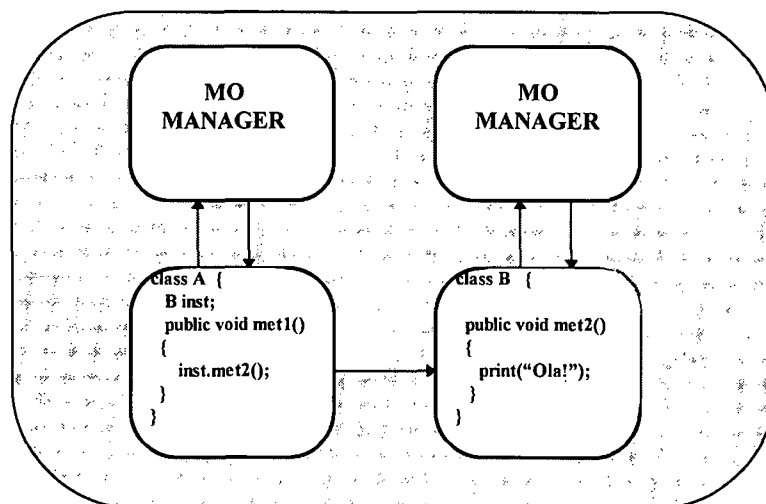 MO
MANAGER
MO
MANAGER
class A {
B inst;
public void met1()
{
inst.met2();
}
}
class B {
public void met2()
{
print(“Ola!”);
}
}